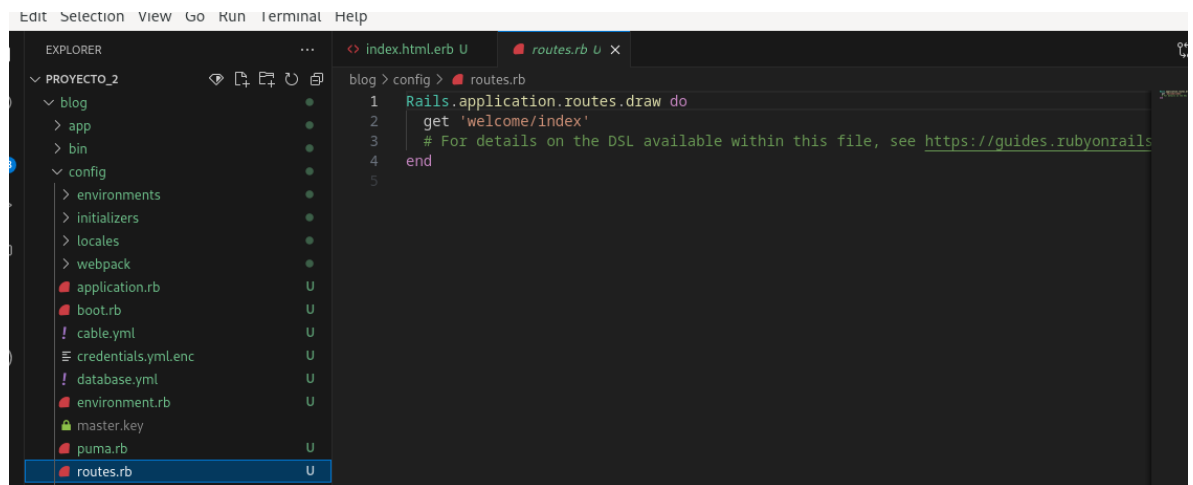 Edit Selection View Go Run Terminal Help
EXPLORER
index.html.erb U
routes.rb U
PROYECTO_2
blog > config > routes.rb
blog
app
bin
config
environments
initializers
locales
webpack
application.rb U
boot.rb U
cable.yml U
credentials.yml.enc U
database.yml U
environment.rb U
master.key
puma.rb U
routes.rb U
1 Rails.application.routes.draw do
2 get 'welcome/index'
3 # For details on the DSL available within this file, see https://guides.rubyonrails
4 end
5